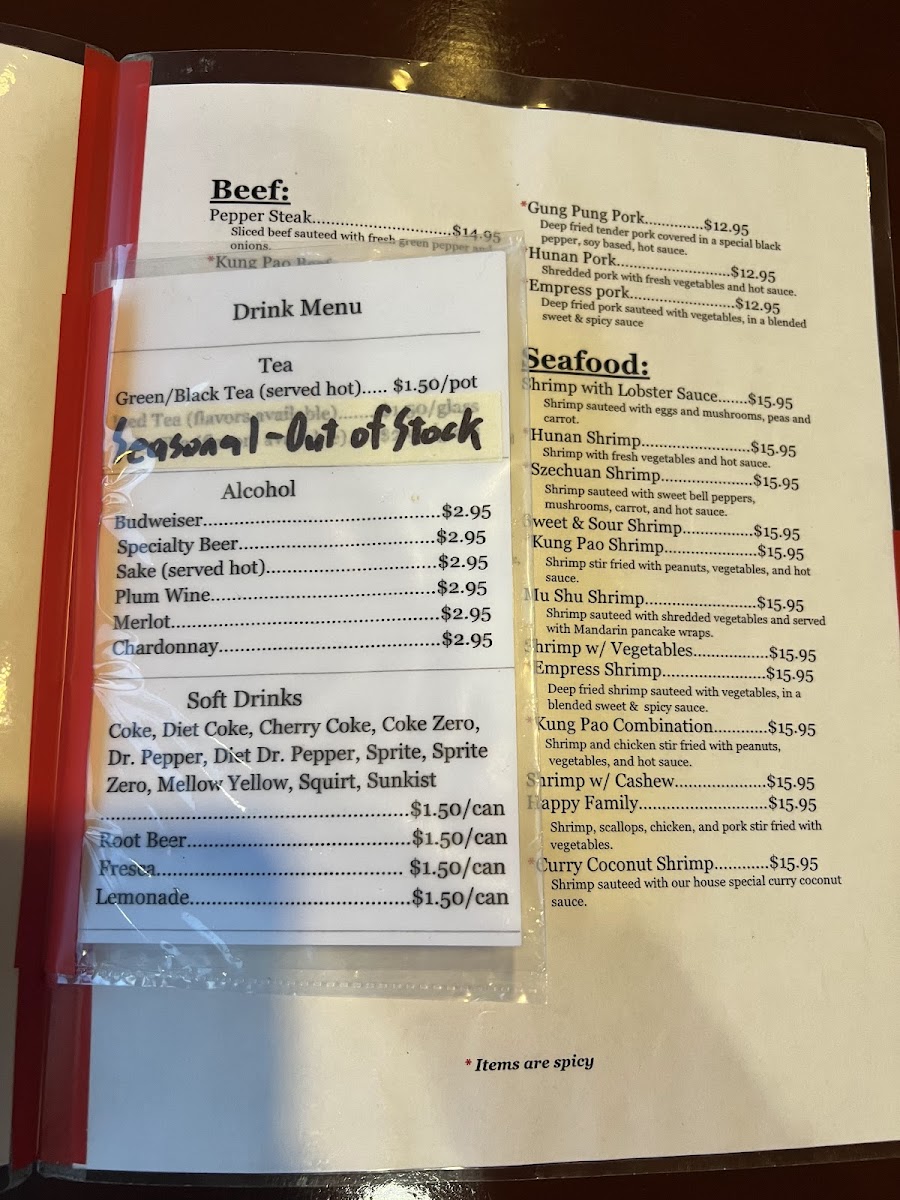 Beef:
Pepper Steak..............................$14.95
Sliced beef sauteed with fresh green pepper and
onions.
*Kung Pao Beef
Drink Menu
Tea
Green/Black Tea (served hot)..... $1.50/pot
Iced Tea (flavors available)........$1.50/glass
Seasonal-Out of Stock
Alcohol
Budweiser.......................................$2.95
Specialty Beer................................$2.95
Sake (served hot)............................$2.95
Plum Wine.....................................$2.95
Merlot............................................$2.95
Chardonnay....................................$2.95
Soft Drinks
Coke, Diet Coke, Cherry Coke, Coke Zero,
Dr. Pepper, Diet Dr. Pepper, Sprite, Sprite
Zero, Mellow Yellow, Squirt, Sunkist
....................................................$1.50/can
Root Beer.....................................$1.50/can
Fresca......................................... $1.50/can
Lemonade....................................$1.50/can
*Gung Pung Pork............$12.95
Deep fried tender pork covered in a special black
pepper, soy based, hot sauce.
*Hunan Pork........................$12.95
Shredded pork with fresh vegetables and hot sauce.
Empress pork......................$12.95
Deep fried pork sauteed with vegetables, in a blended
sweet & spicy sauce
Seafood:
Shrimp with Lobster Sauce.......$15.95
Shrimp sauteed with eggs and mushrooms, peas and
carrot.
*Hunan Shrimp.......................$15.95
Shrimp with fresh vegetables and hot sauce.
*Szechuan Shrimp....................$15.95
Shrimp sauteed with sweet bell peppers,
mushrooms, carrot, and hot sauce.
Sweet & Sour Shrimp...............$15.95
*Kung Pao Shrimp....................$15.95
Shrimp stir fried with peanuts, vegetables, and hot
sauce.
Mu Shu Shrimp........................$15.95
Shrimp sauteed with shredded vegetables and served
with Mandarin pancake wraps.
Shrimp w/ Vegetables................$15.95
Empress Shrimp......................$15.95
Deep fried shrimp sauteed with vegetables, in a
blended sweet & spicy sauce.
*Kung Pao Combination............$15.95
Shrimp and chicken stir fried with peanuts,
vegetables, and hot sauce.
Shrimp w/ Cashew....................$15.95
Happy Family............................$15.95
Shrimp, scallops, chicken, and pork stir fried with
vegetables.
*Curry Coconut Shrimp............$15.95
Shrimp sauteed with our house special curry coconut
sauce.
* Items are spicy